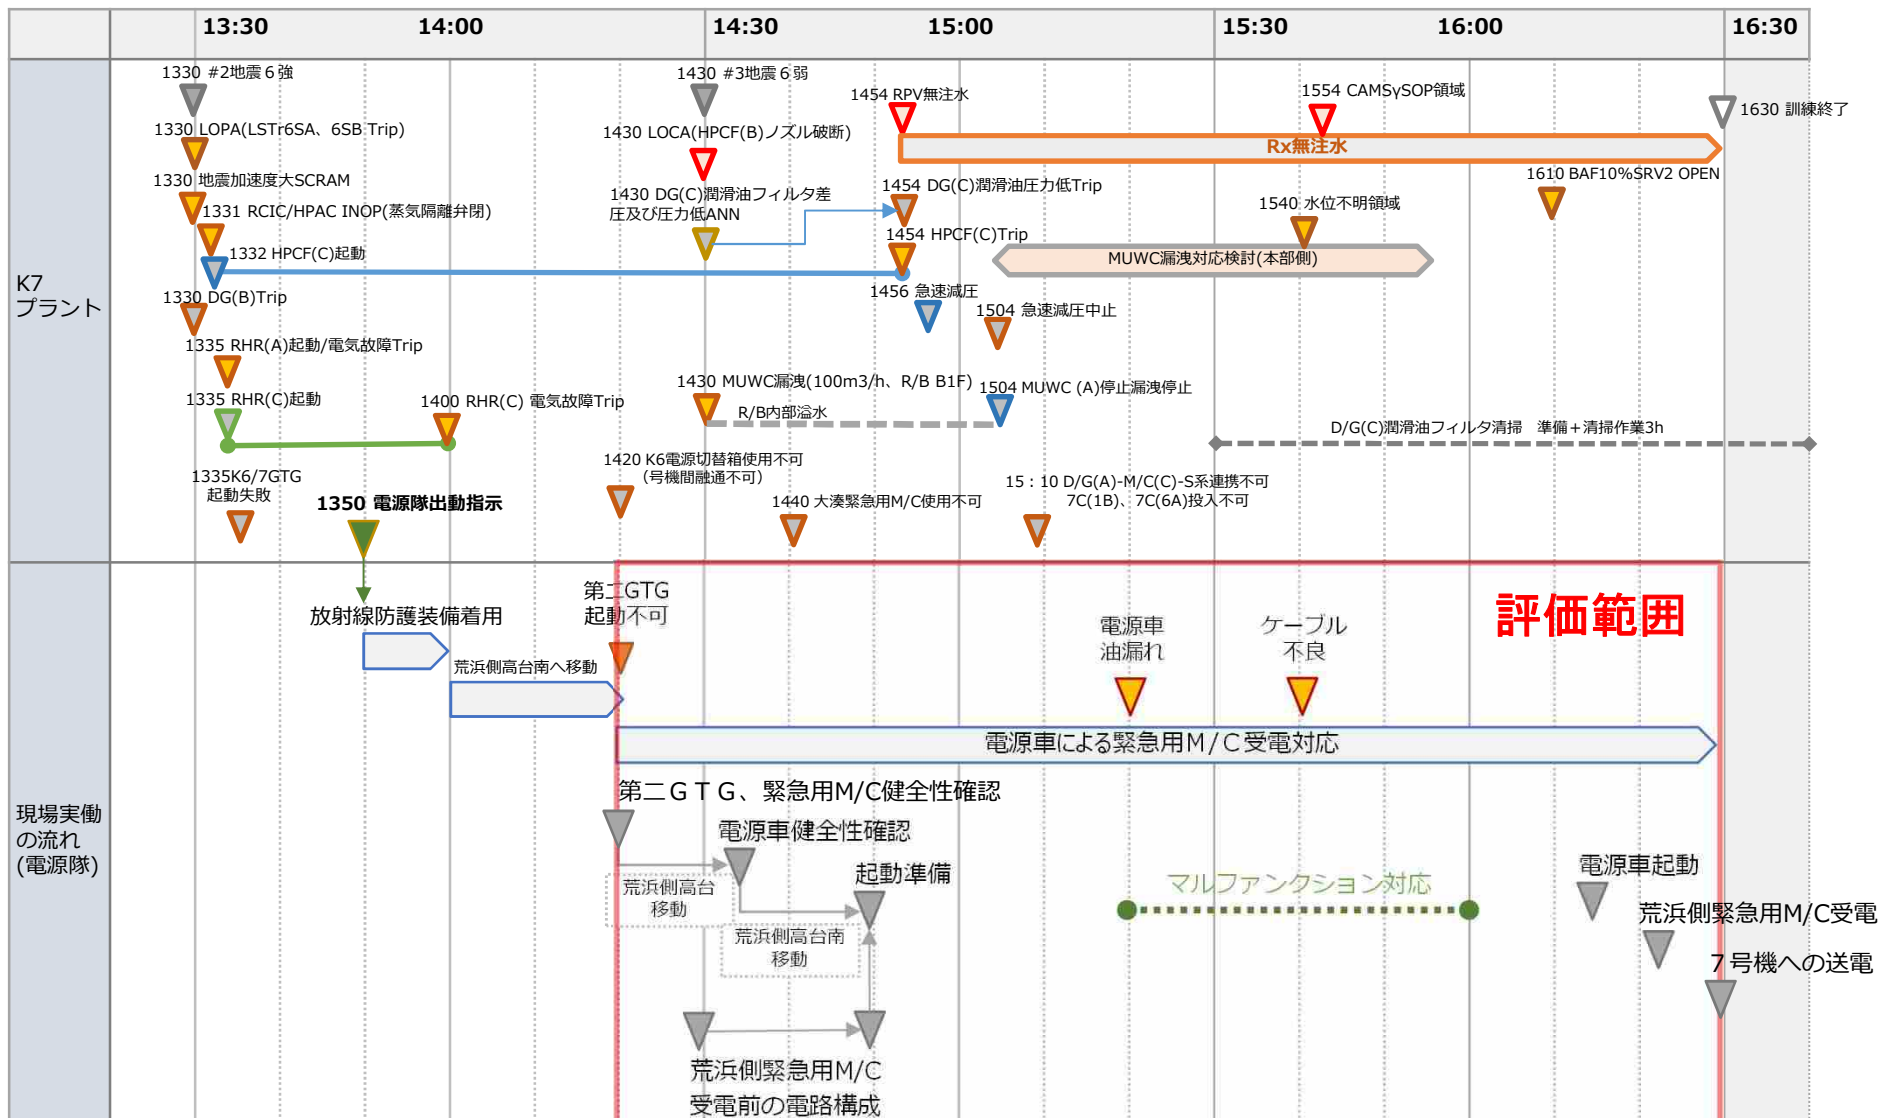 13:30
14:00
14:30
15:00
15:30
16:00
16:30
K7
プラント
1330 #2地震６強
1430 #3地震６弱
1454 RPV無注水
1554 CAMSγSOP領域
1630 訓練終了
1330 LOPA(LSTr6SA、6SB Trip)
1430 LOCA(HPCF(B)ノズル破断)
Rx無注水
1330 地震加速度大SCRAM
1430 DG(C)潤滑油フィルタ差
圧及び圧力低ANN
1454 DG(C)潤滑油圧力低Trip
1610 BAF10%SRV2 OPEN
1331 RCIC/HPAC INOP(蒸気隔離弁閉)
1540 水位不明領域
1332 HPCF(C)起動
1454 HPCF(C)Trip
MUWC漏洩対応検討(本部側)
1330 DG(B)Trip
1456 急速減圧
1504 急速減圧中止
1335 RHR(A)起動/電気故障Trip
1430 MUWC漏洩(100m3/h、R/B B1F)
1504 MUWC (A)停止漏洩停止
1335 RHR(C)起動
1400 RHR(C) 電気故障Trip
R/B内部溢水
D/G(C)潤滑油フィルタ清掃　準備＋清掃作業3h
1335K6/7GTG
起動失敗
1350 電源隊出動指示
1420 K6電源切替箱使用不可
（号機間融通不可）
1440 大湊緊急用M/C使用不可
15：10 D/G(A)-M/C(C)-S系連携不可
7C(1B)、7C(6A)投入不可
現場実働
の流れ
(電源隊)
評価範囲
第二GTG
起動不可
放射線防護装備着用
電源車
油漏れ
ケーブル
不良
荒浜側高台南へ移動
電源車による緊急用Ｍ/Ｃ受電対応
第二ＧＴＧ、緊急用M/C健全性確認
電源車健全性確認
起動準備
荒浜側高台
移動
荒浜側高台南
移動
マルファンクション対応
電源車起動
荒浜側緊急用M/C受電
７号機への送電
荒浜側緊急用M/C
受電前の電路構成